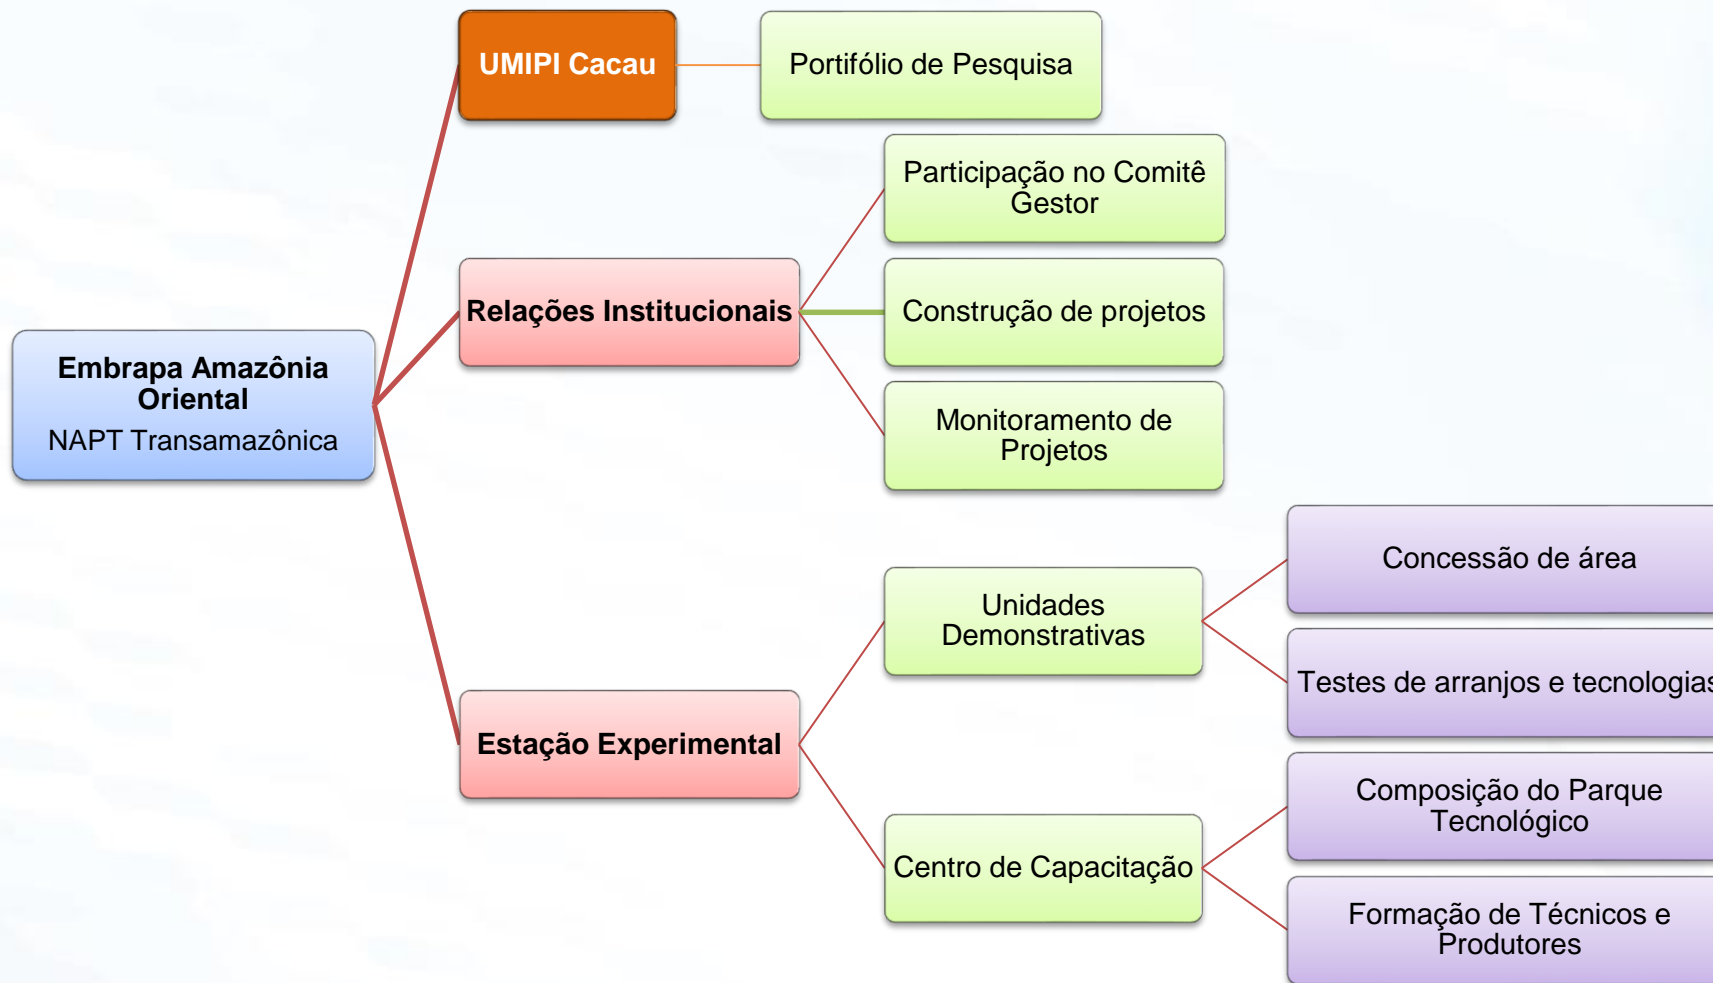 UMIPI Cacau
Portifólio de Pesquisa
Participação no Comitê
Gestor
Relações Institucionais
Construção de projetos
Embrapa Amazônia
Oriental
NAPT Transamazônica
Monitoramento de
Projetos
Concessão de área
Unidades
Demonstrativas
Testes de arranjos e tecnologias
Estação Experimental
Composição do Parque
Tecnológico
Centro de Capacitação
Formação de Técnicos e
Produtores